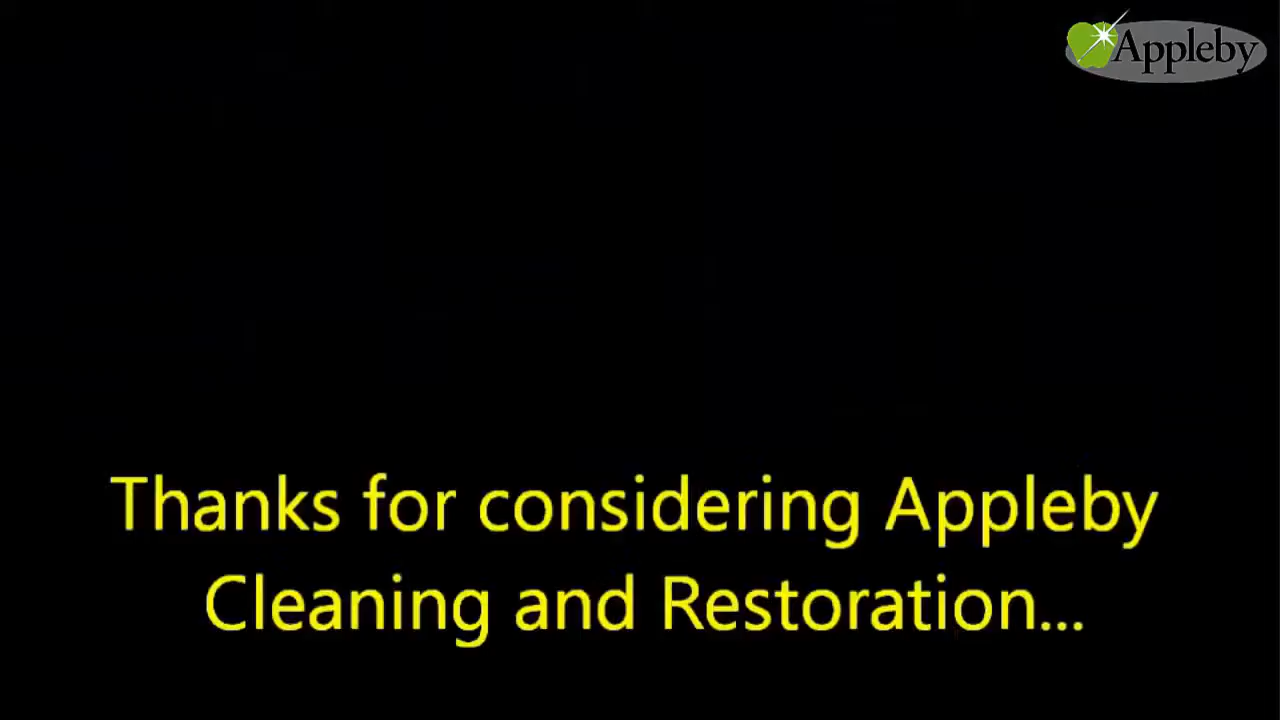 Appleby
Thanks for considering Appleby
Cleaning and Restoration...